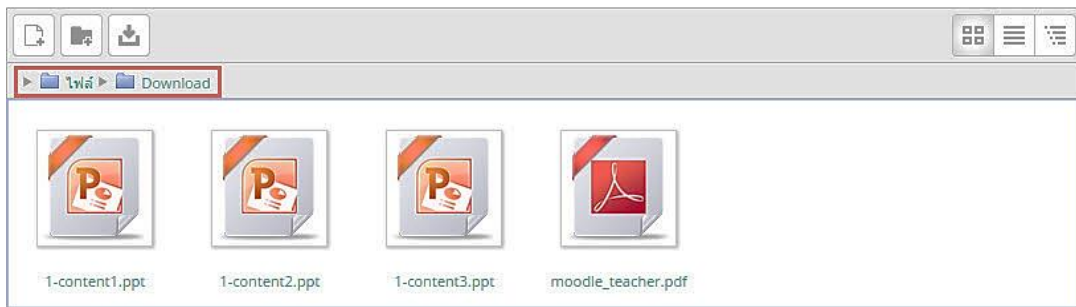 ไฟล์ Download
1-content1.ppt 1-content2.ppt 1-content3.ppt moodle_teacher.pdf